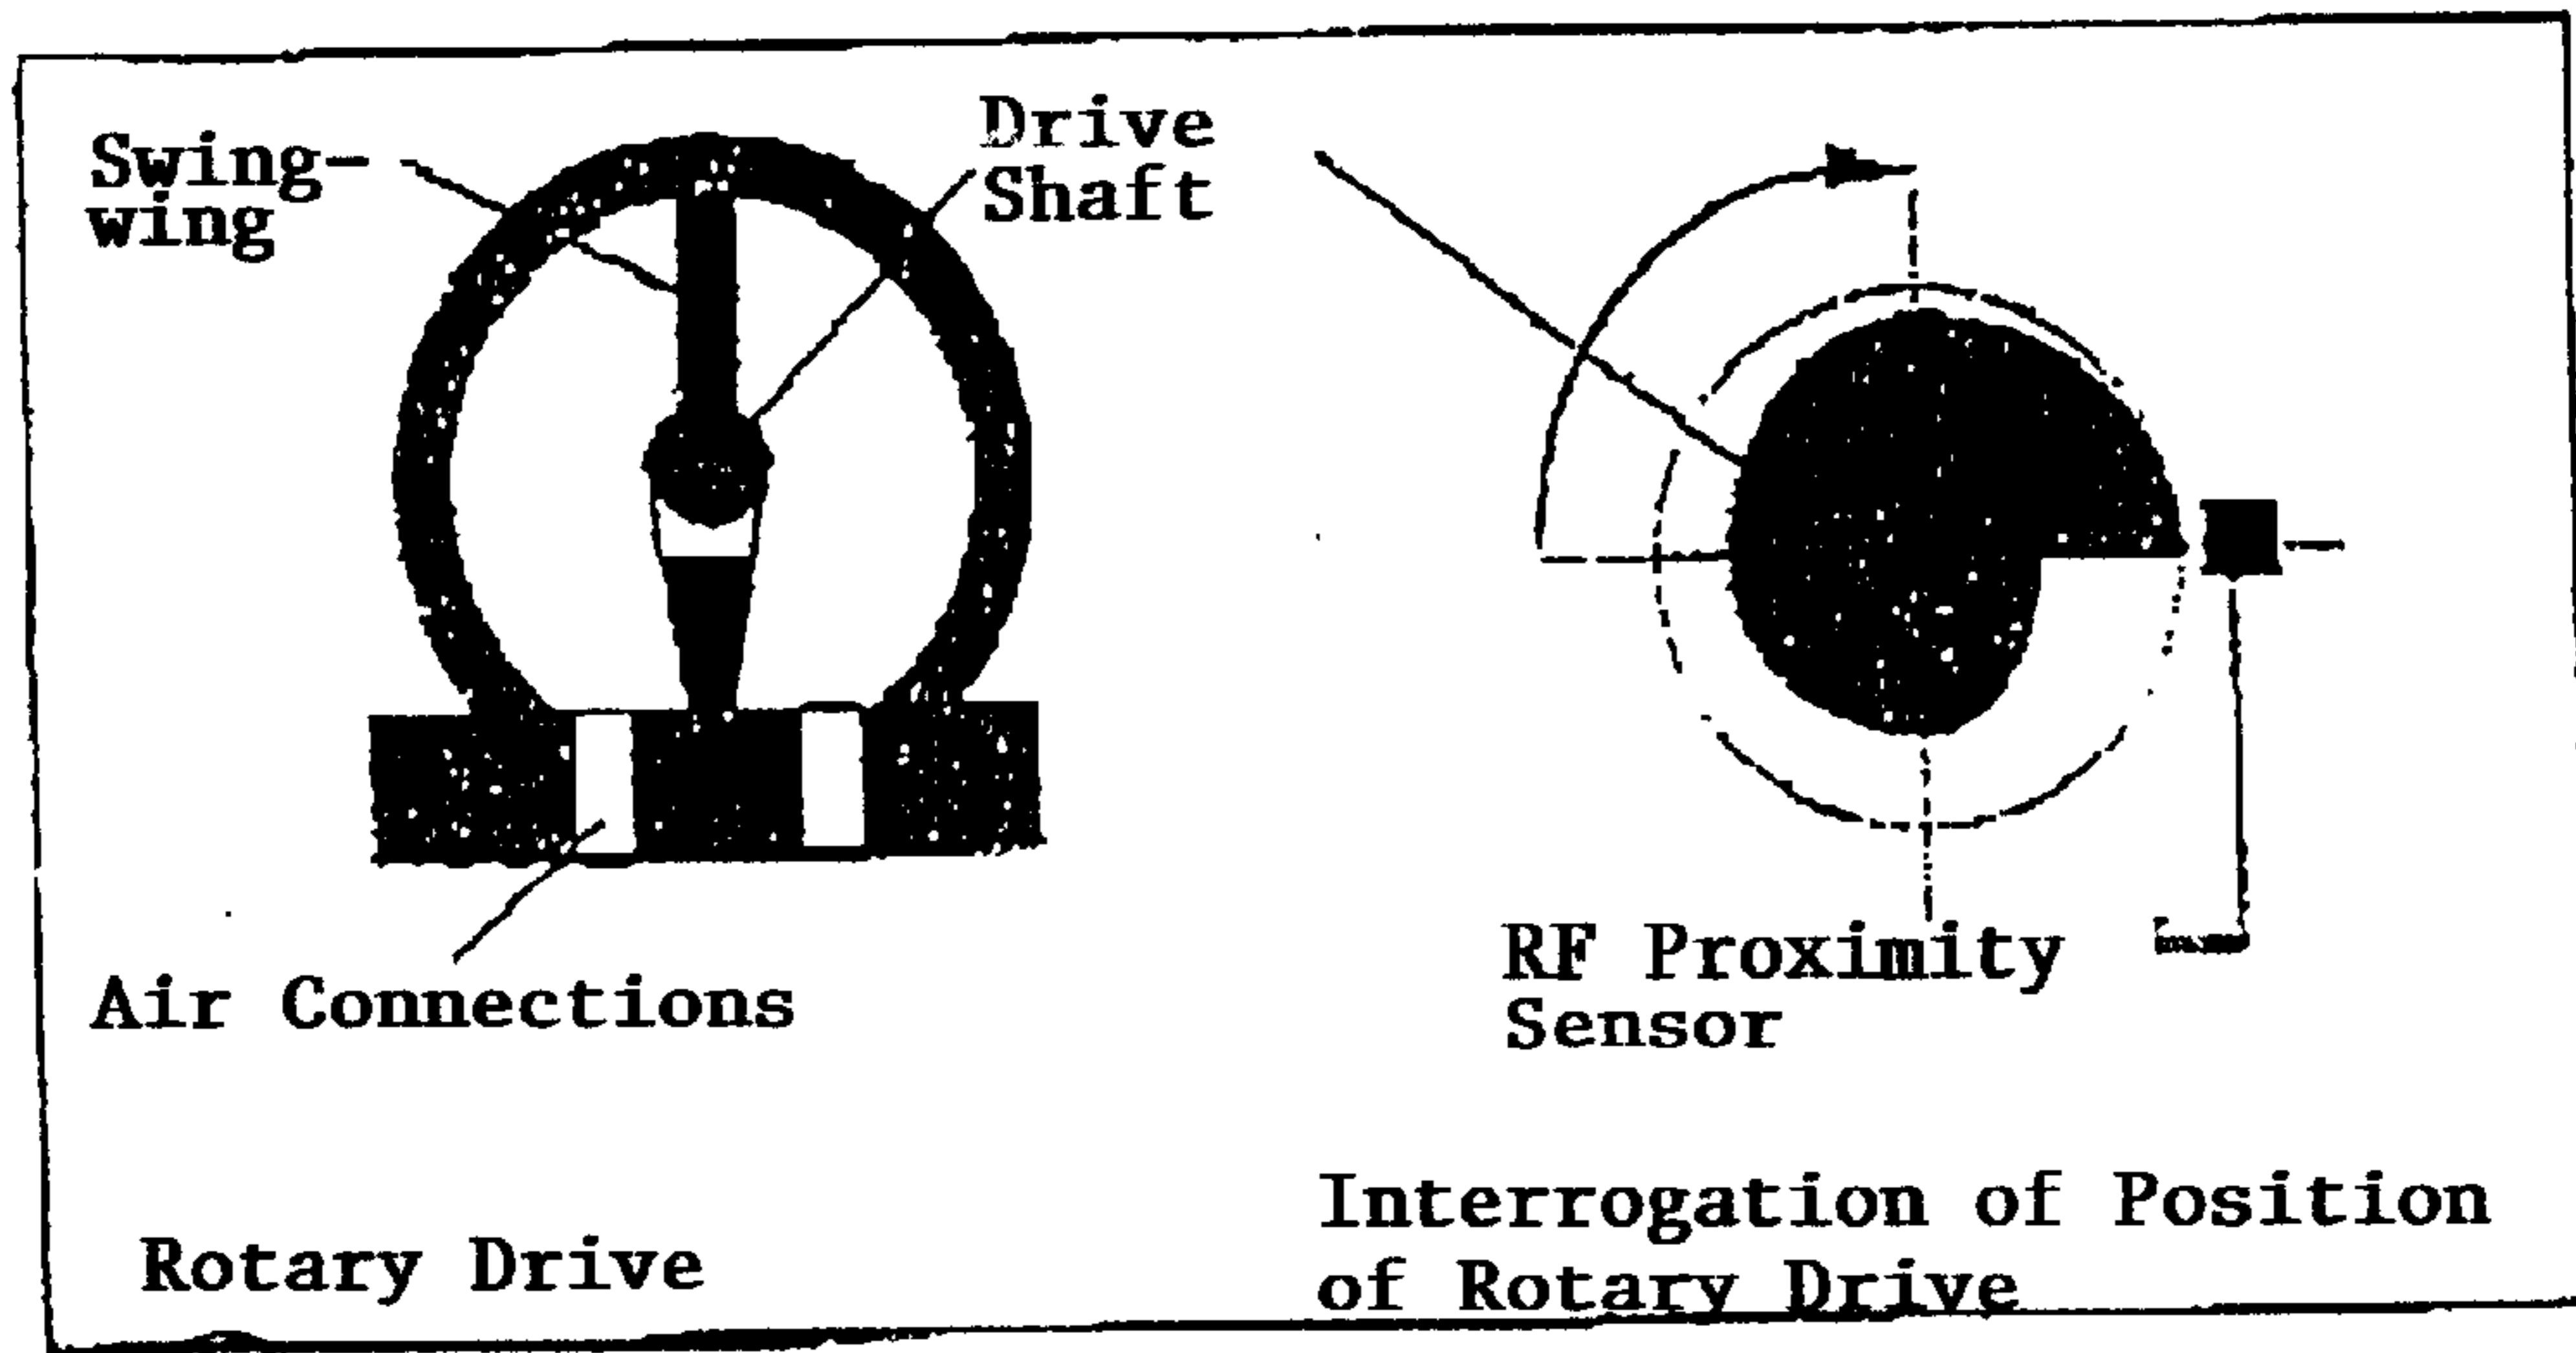 Swing-
wing
Drive
Shaft
Air Connections
RF Proximity
Sensor
Rotary Drive
Interrogation of Position
of Rotary Drive